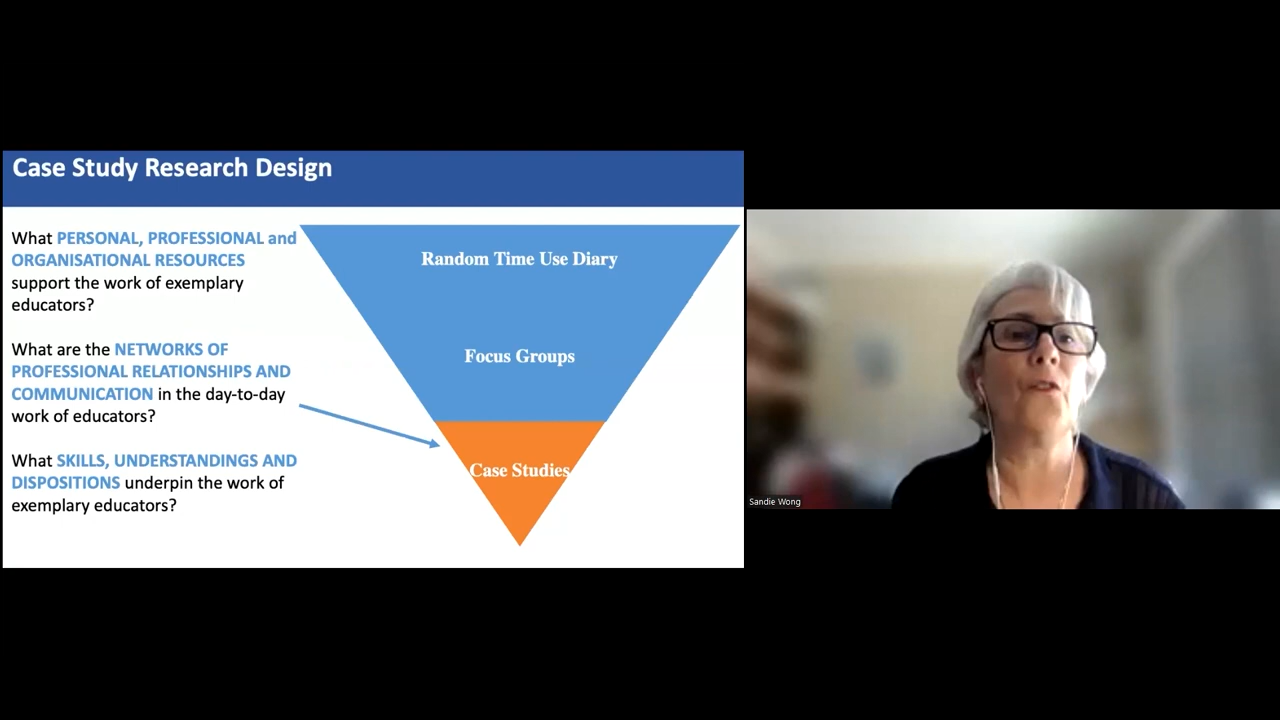 Case Study Research Design
What PERSONAL, PROFESSIONAL and
ORGANISATIONAL RESOURCES
support the work of exemplary
educators?
What are the NETWORKS OF
PROFESSIONAL RELATIONSHIPS AND
COMMUNICATION in the day-to-day
work of educators?
What SKILLS, UNDERSTANDINGS AND
DISPOSITIONS underpin the work of
exemplary educators?
Random Time Use Diary
Focus Groups
Case Studies
Sandie Wong